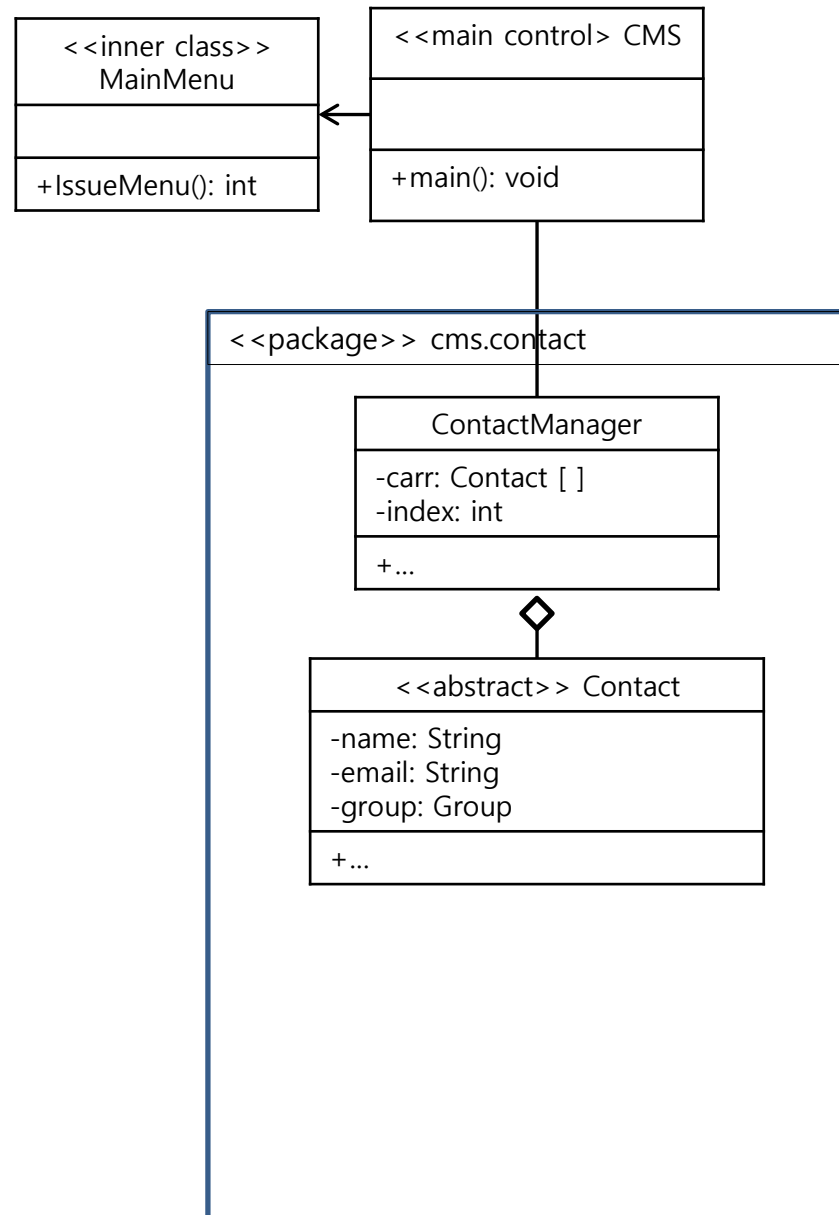 <<inner class>>
MainMenu
+IssueMenu(): int
<<main control> CMS
+main(): void
<<package>> cms.contact
ContactManager
-carr: Contact [ ]
-index: int
+...
<<abstract>> Contact
-name: String
-email: String
-group: Group
+...